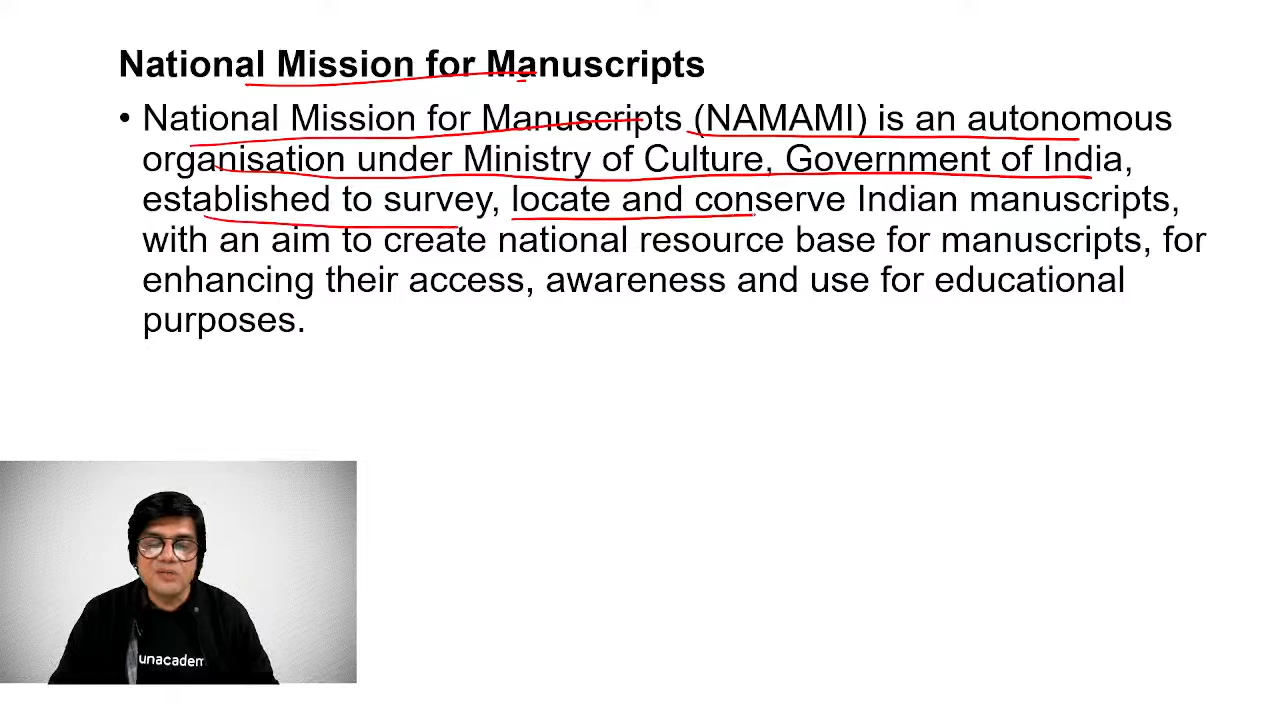 National Mission for Manuscripts
• National Mission for Manuscripts (NAMAMI) is an autonomous
organisation under Ministry of Culture, Government of India,
established to survey, locate and conserve Indian manuscripts,
with an aim to create national resource base for manuscripts, for
enhancing their access, awareness and use for educational
purposes.
unacadem